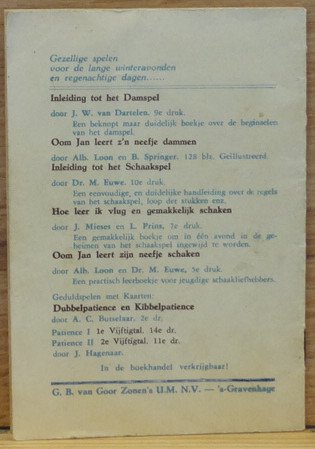 Gezellige spelen
voor de lange winteravonden
en regenachtige dagen......
Inleiding tot het Damspel
door J. W. van Dartelen. 9e druk.
Een beknopt maar duidelijk boekje over de beginselen
van het damspel.
Oom Jan leert z'n neefje dammen
door Alb. Loon en B. Springer. 128 blz. Geïllustreerd.
Inleiding tot het Schaakspel
door Dr. M. Euwe. 10e druk.
Een eenvoudige en duidelijke handleiding over de regels
van het schaakspel, loop der stukken enz.
Hoe leer ik vlug en gemakkelijk schaken
door J. Mieses en L. Prins, 7e druk.
Een gemakkelijk boekje om in één avond in de ge-
heimen van het schaakspel ingewijd te worden.
Oom Jan leert zijn neefje schaken
door Alb. Loon en Dr. M. Euwe, 5e druk.
Een practisch leerboekje voor jeugdige schaakliefhebbers.
Geduldspelen met Kaarten.
Dubbelpatience en Kibbelpatience
door A. C. Butselaar. 2e dr.
Patience I 1e Vijftigtal. 14e dr.
Patience II 2e Vijftigtal. 11e dr.
door J. Hagenaar.
In de boekhandel verkrijgbaar!
G. B. van Goor Zonen's U.M. N.V. — 's-Gravenhage